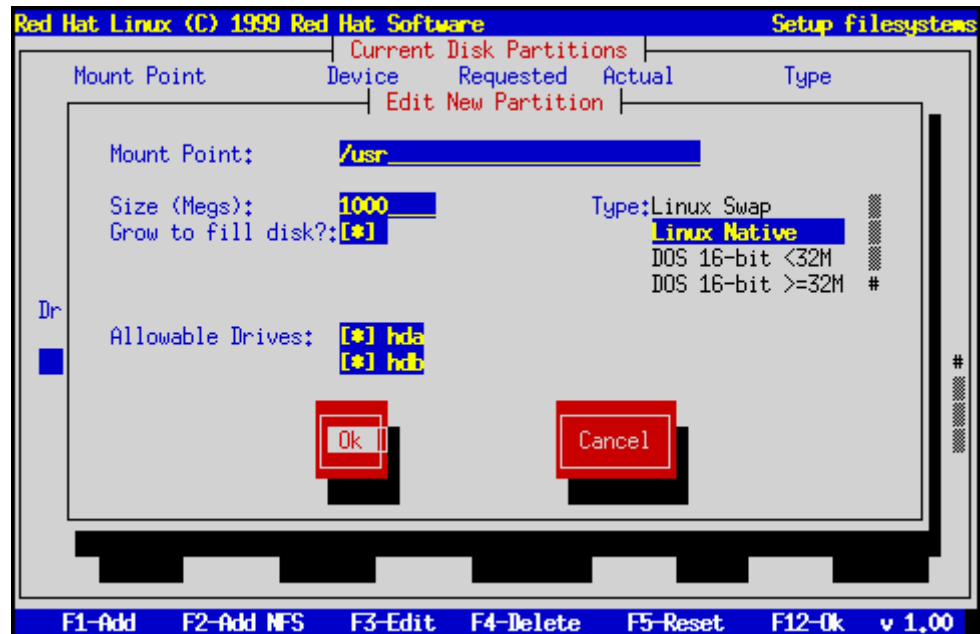 Red Hat Linux (C) 1999 Red Hat Software Setup filesystems
Current Disk Partitions
Mount Point Device Requested Actual Type
Edit New Partition
Mount Point: /usr
Size (Megs): 1000 Type:Linux Swap
Grow to fill disk?:[*] Linux Native
DOS 16-bit <32M
DOS 16-bit >=32M #
Dr
Allowable Drives: [*] hda
[*] hdb
#
Ok Cancel
F1-Add F2-Add NFS F3-Edit F4-Delete F5-Reset F12-Ok v 1.00